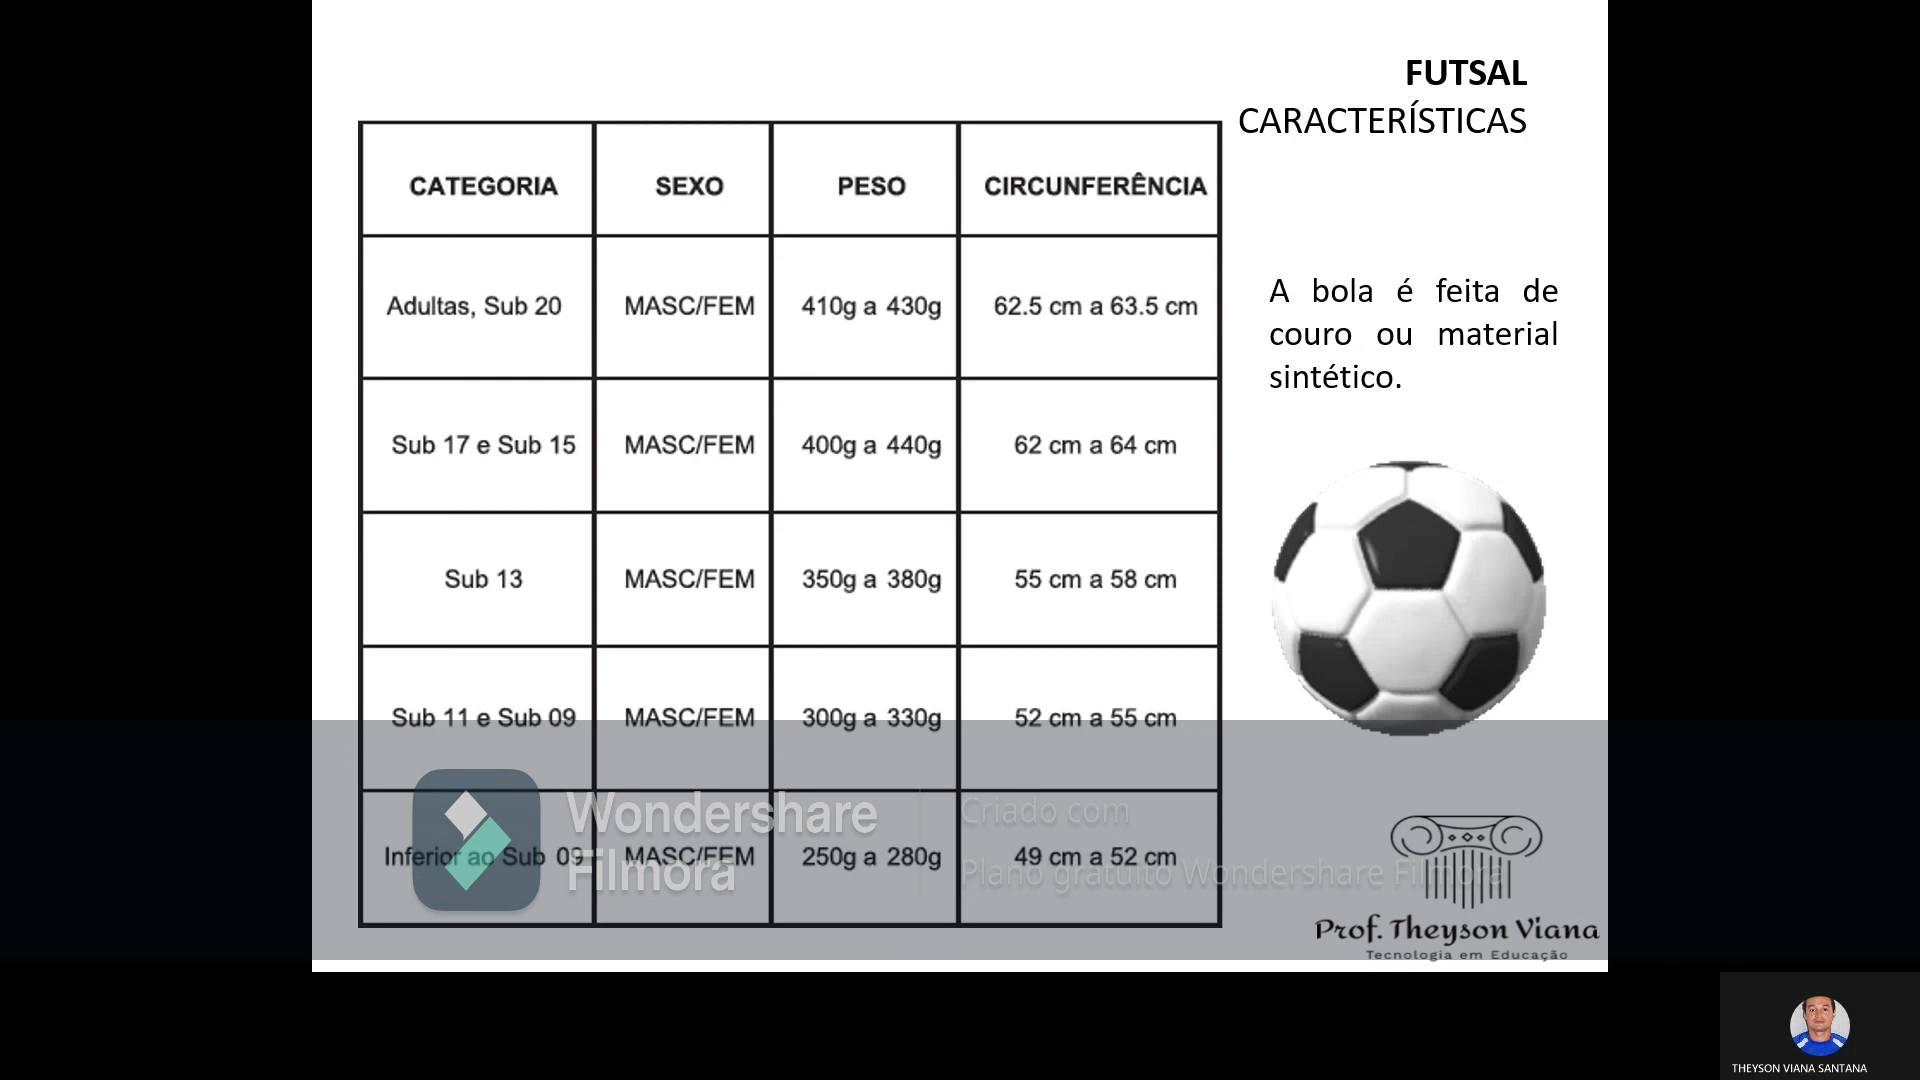 FUTSAL
CARACTERÍSTICAS
CATEGORIA SEXO PESO CIRCUNFERÊNCIA
Adultas, Sub 20 MASC/FEM 410g a 430g 62.5 cm a 63.5 cm
Sub 17 e Sub 15 MASC/FEM 400g a 440g 62 cm a 64 cm
Sub 13 MASC/FEM 350g a 380g 55 cm a 58 cm
Sub 11 e Sub 09 MASC/FEM 300g a 330g 52 cm a 55 cm
Inferior ao Sub 09 MASC/FEM 250g a 280g 49 cm a 52 cm
A bola é feita de
couro ou material
sintético.
Wondershare
Filmora
Criado com
Plano gratuito Wondershare Filmora
Prof. Theyson Viana
Tecnologia em Educação
THEYSON VIANA SANTANA